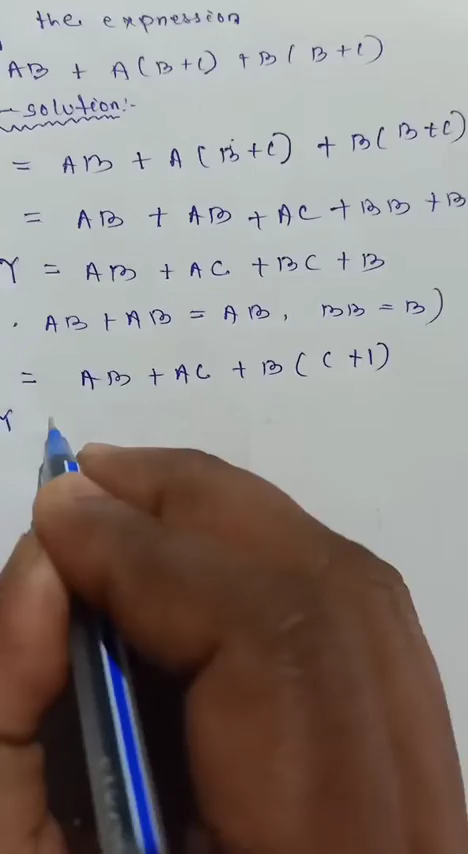 the expression
AB + A(B+C) + B(B+C)
- solution:-
= AB + A(B+C) + B(B+C)
= AB + AB + AC + BB + B
Y = AB + AC + BC + B
. AB + AB = AB, BB = B)
= AB + AC + B(C+1)
Y